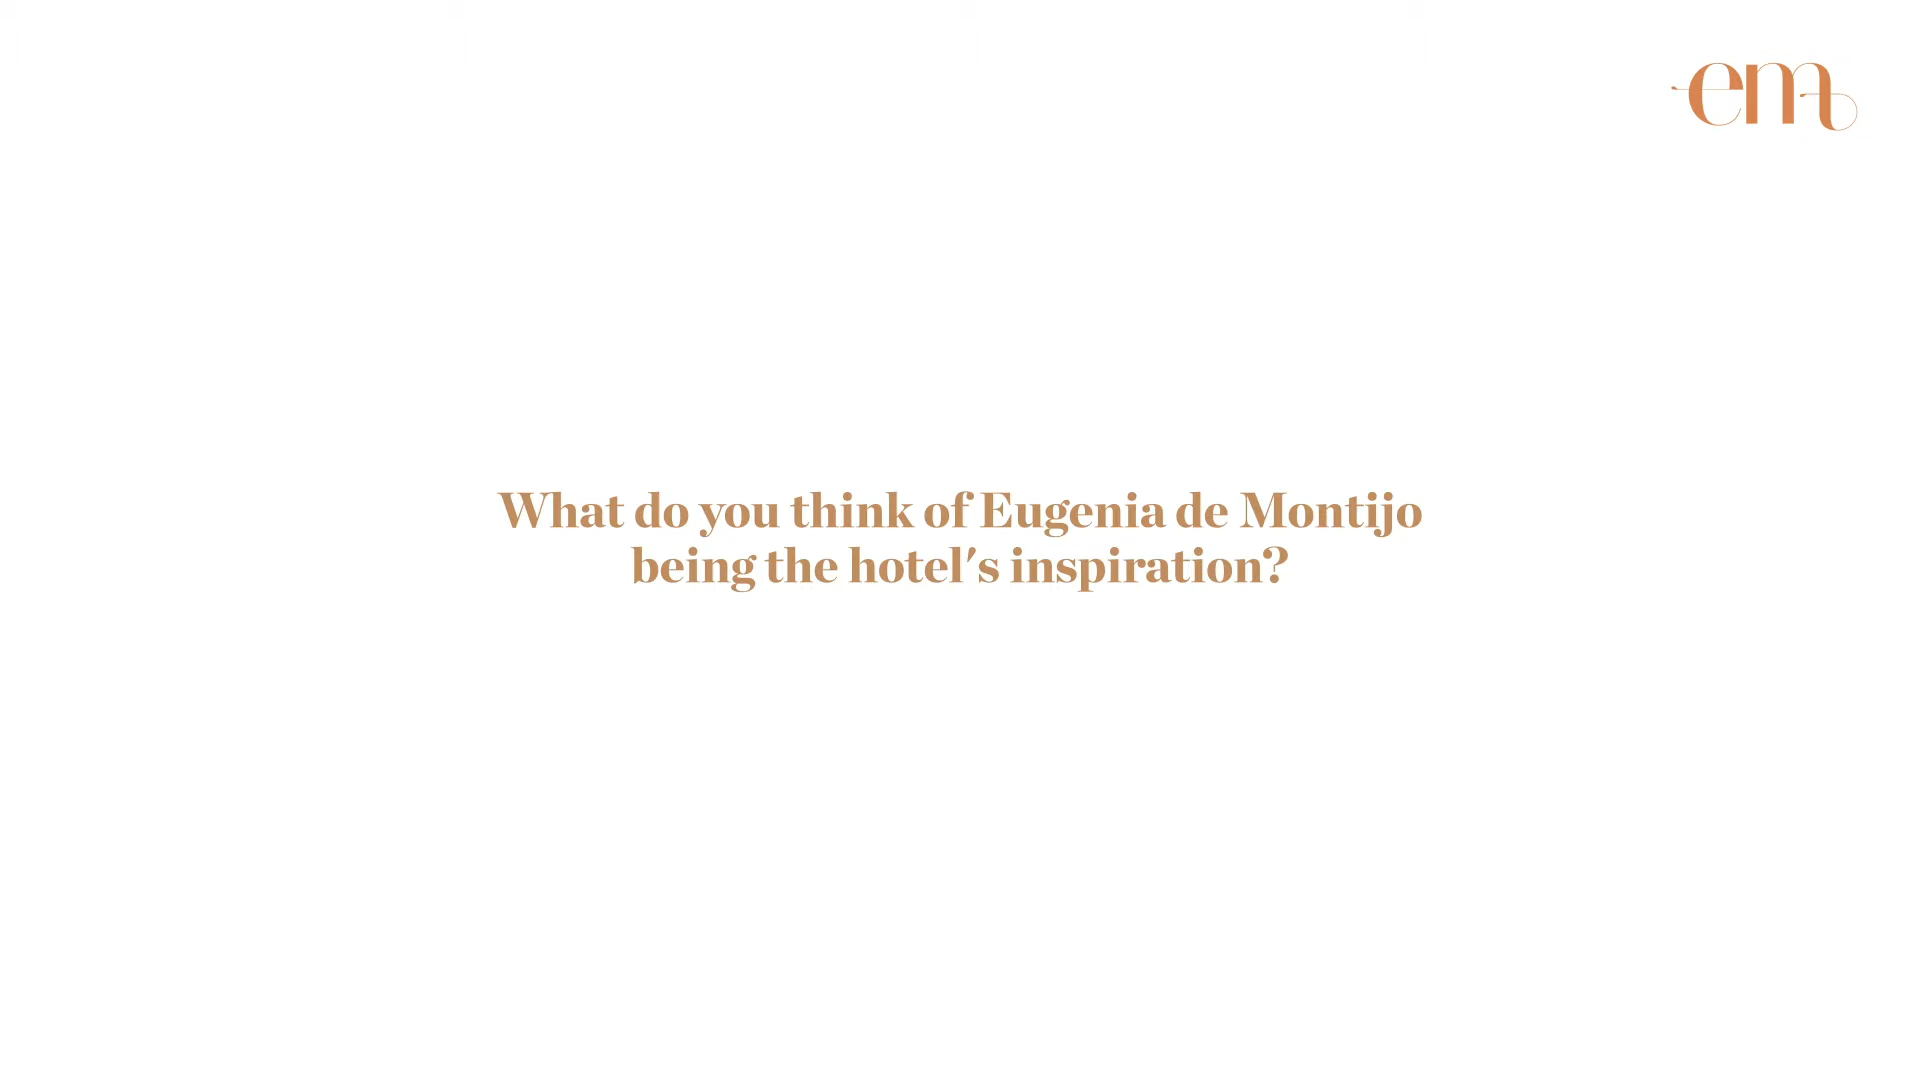 em
What do you think of Eugenia de Montijo
being the hotel's inspiration?